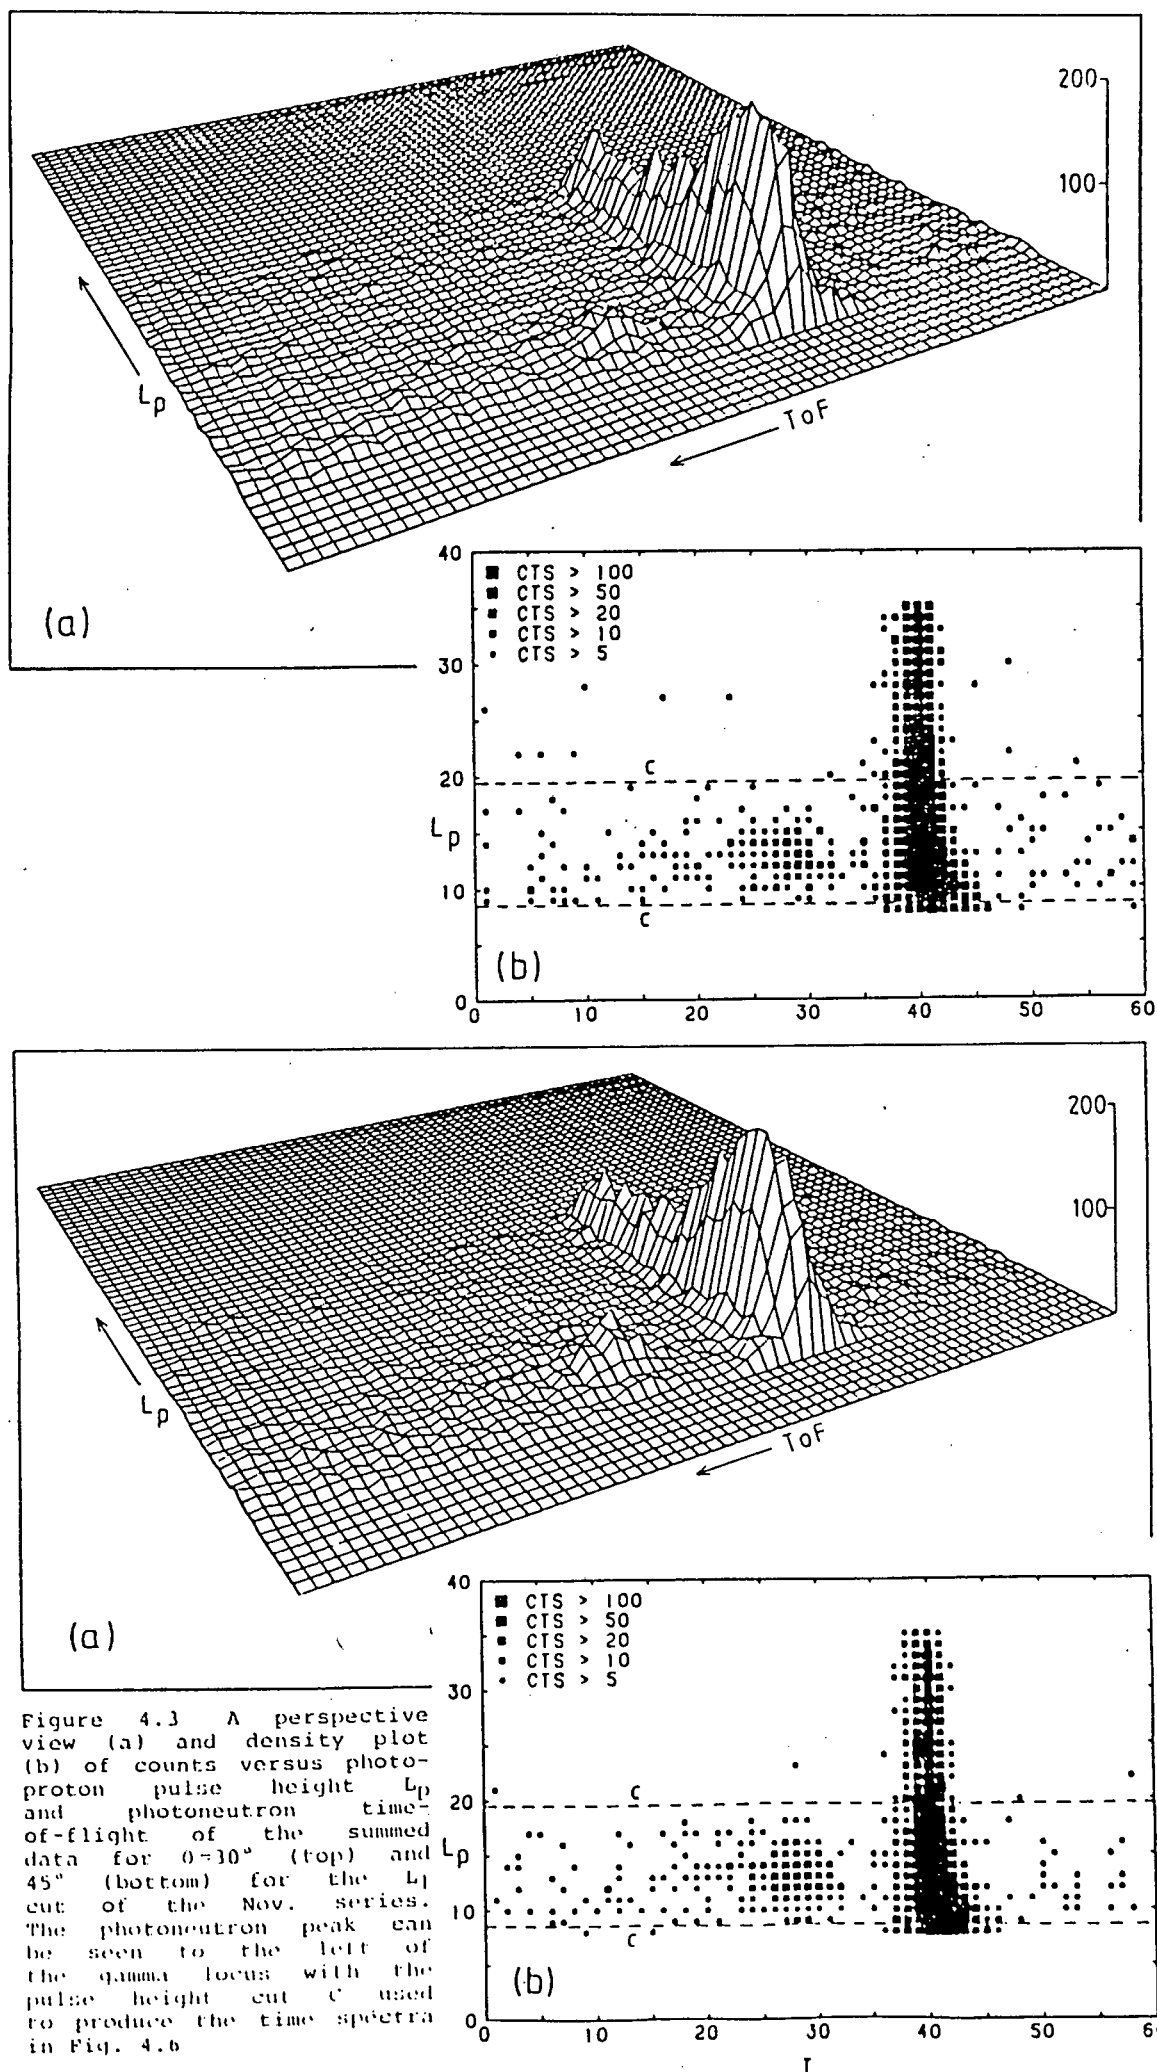 200
100
Lp
ToF
(a)
40
■ CTS > 100
■ CTS > 50
■ CTS > 20
■ CTS > 10
• CTS > 5
30
C
20
Lp
10
C
(b)
0
0 10 20 30 40 50 60
200
100
Lp
ToF
(a)
40
■ CTS > 100
■ CTS > 50
■ CTS > 20
■ CTS > 10
• CTS > 5
30
C
20
Lp
10
C
(b)
0
0 10 20 30 40 50 60
T
Figure 4.3 A perspective
view (a) and density plot
(b) of counts versus photo-
proton pulse height Lp
and photoneutron time-
of-flight of the summed
data for θ=30° (top) and
45° (bottom) for the L1
cut of the Nov. series.
The photoneutron peak can
be seen to the left of
the gamma locus with the
pulse height cut C used
to produce the time spectra
in Fig. 4.6